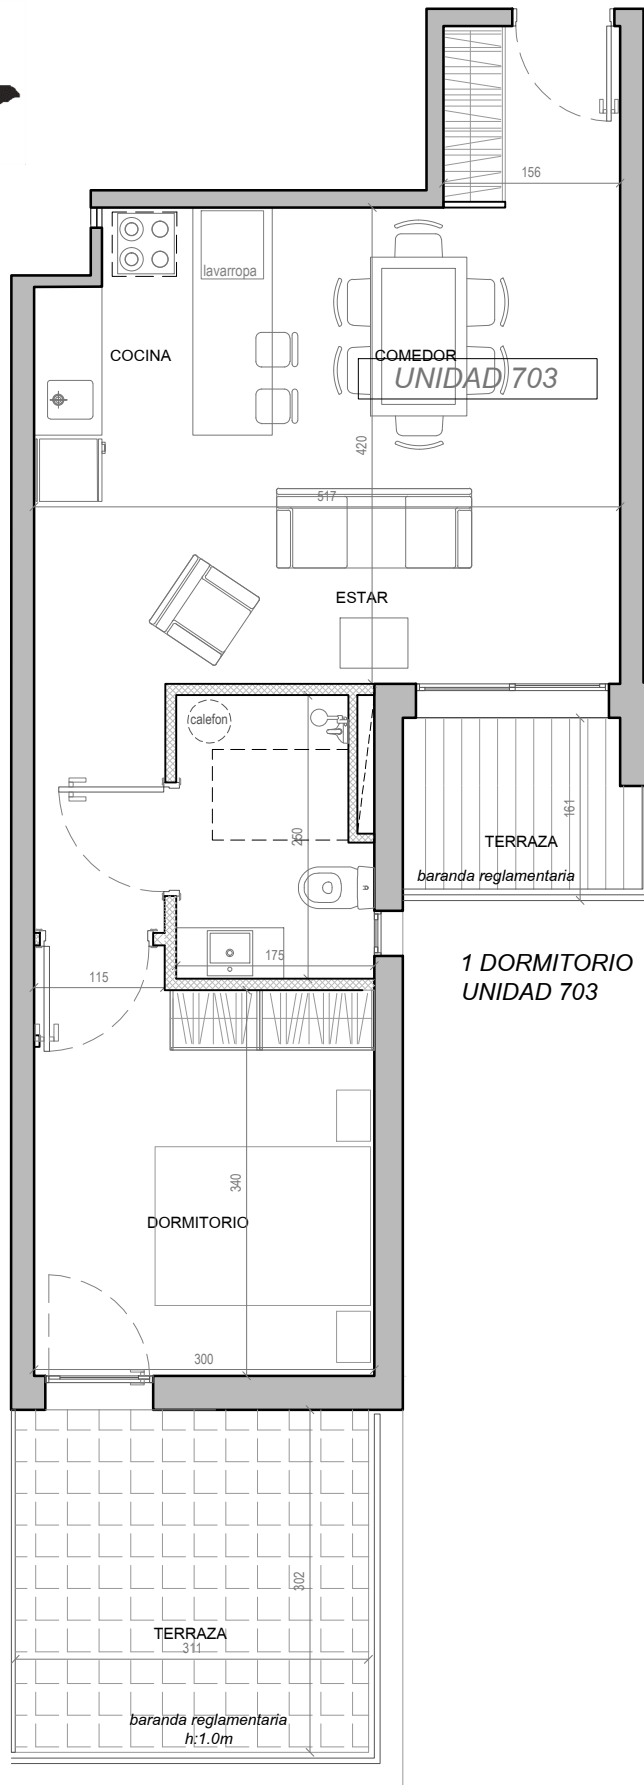 156
lavarropa
COCINA
COMEDOR
UNIDAD 703
420
517
ESTAR
calefon
250
161
TERRAZA
baranda reglamentaria
175
115
1 DORMITORIO
UNIDAD 703
340
DORMITORIO
300
302
TERRAZA
311
baranda reglamentaria
h:1.0m